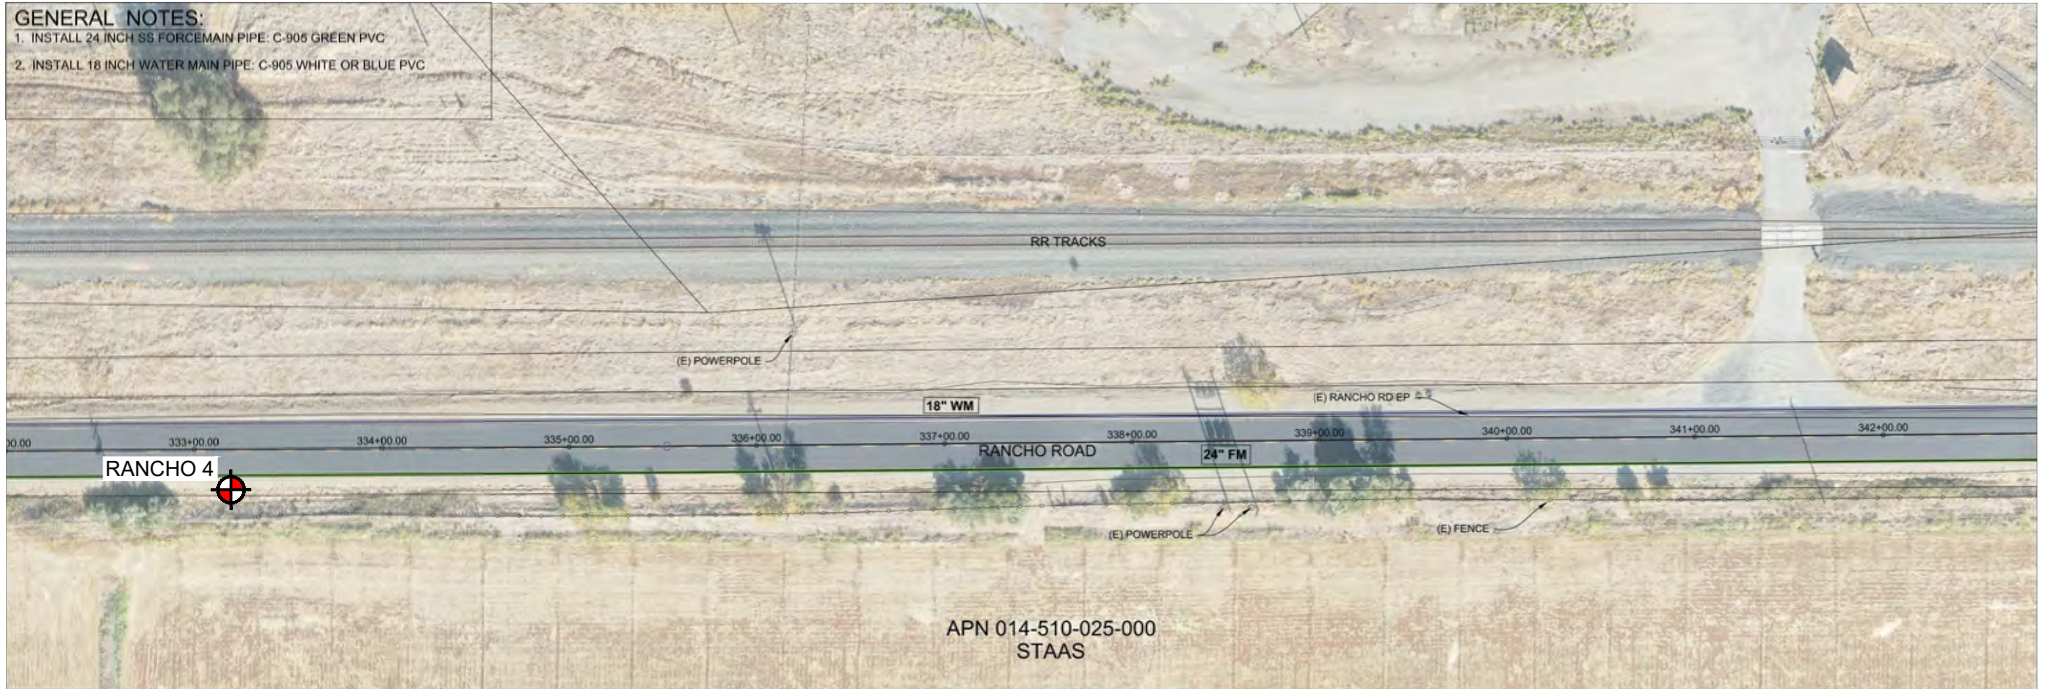 GENERAL NOTES:
1. INSTALL 24 INCH SS FORCEMAIN PIPE: C-905 GREEN PVC
2. INSTALL 18 INCH WATER MAIN PIPE: C-905 WHITE OR BLUE PVC
RR TRACKS
(E) POWERPOLE
(E) RANCHO RD EP
18" WM
00.00 333+00.00 334+00.00 335+00.00 336+00.00 337+00.00 338+00.00 339+00.00 340+00.00 341+00.00 342+00.00
RANCHO ROAD
24" FM
RANCHO 4
(E) POWERPOLE
(E) FENCE
APN 014-510-025-000
STAAS